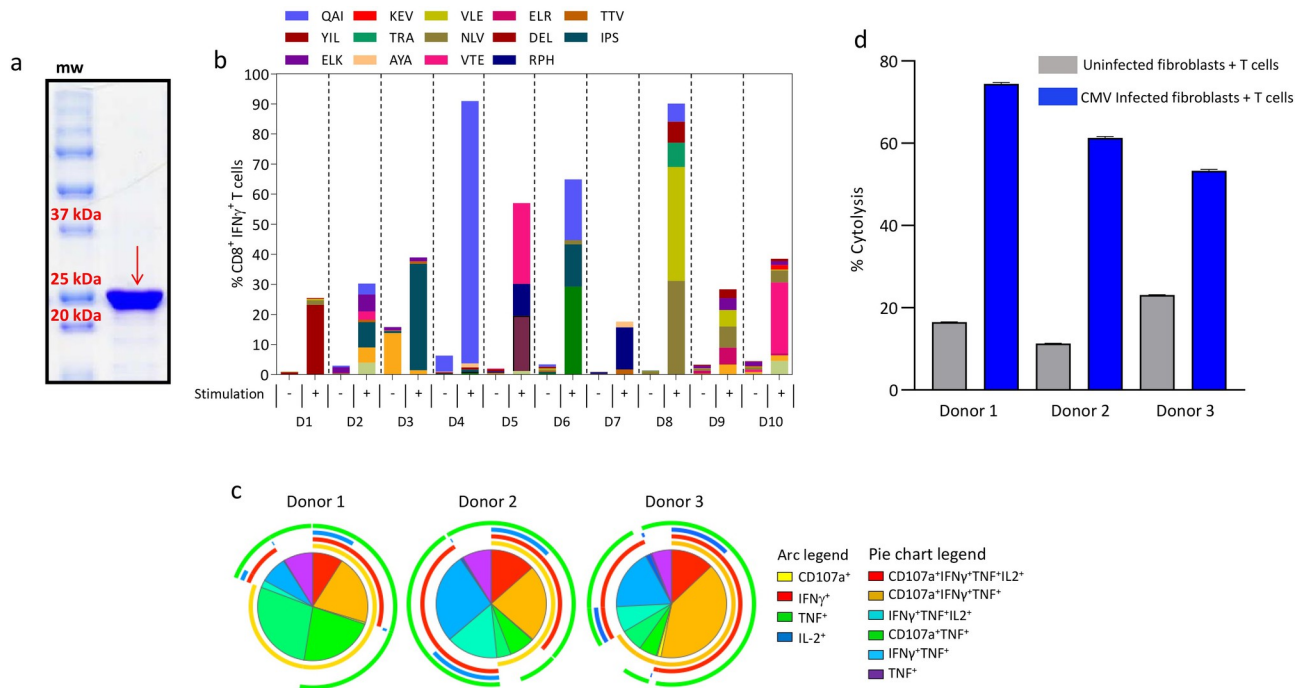 a
mw
37 kDa
25 kDa
20 kDa
b
QAI KEV VLE ELR TTV
YIL TRA NLV DEL IPS
ELK AYA VTE RPH
% CD8+ IFNγ+ T cells
100
90
80
70
60
50
40
30
20
10
0
Stimulation - + - + - + - + - + - + - + - + - + - +
D1 D2 D3 D4 D5 D6 D7 D8 D9 D10
c
Donor 1 Donor 2 Donor 3
Arc legend
CD107a+
IFNγ+
TNF+
IL-2+
Pie chart legend
CD107a+IFNγ+TNF+IL2+
CD107a+IFNγ+TNF+
IFNγ+TNF+IL2+
CD107a+TNF+
IFNγ+TNF+
TNF+
d
Uninfected fibroblasts + T cells
CMV Infected fibroblasts + T cells
% Cytolysis
80
60
40
20
0
Donor 1 Donor 2 Donor 3